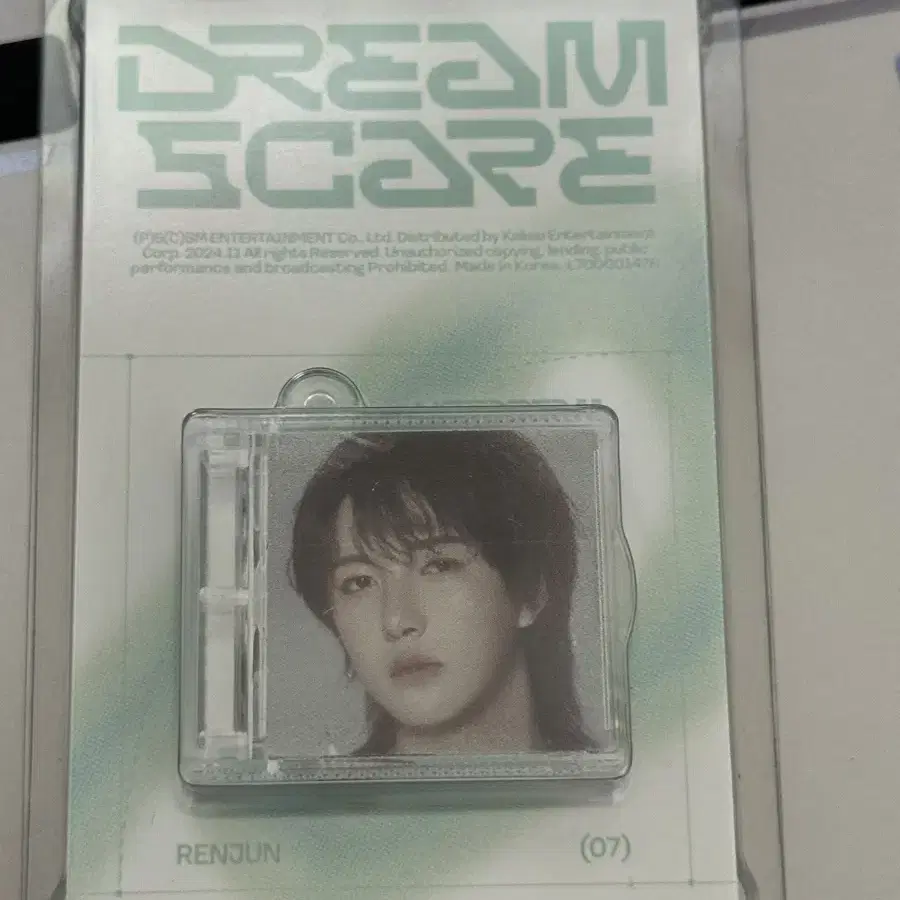 DREAM
SCAPE
(P)&(C)SM ENTERTAINMENT Co., Ltd. Distributed by Kakao Entertainment
Corp. 2024.11 All rights Reserved. Unauthorized copying, lending, public
performance and broadcasting Prohibited. Made in Korea.
RENJUN
(07)